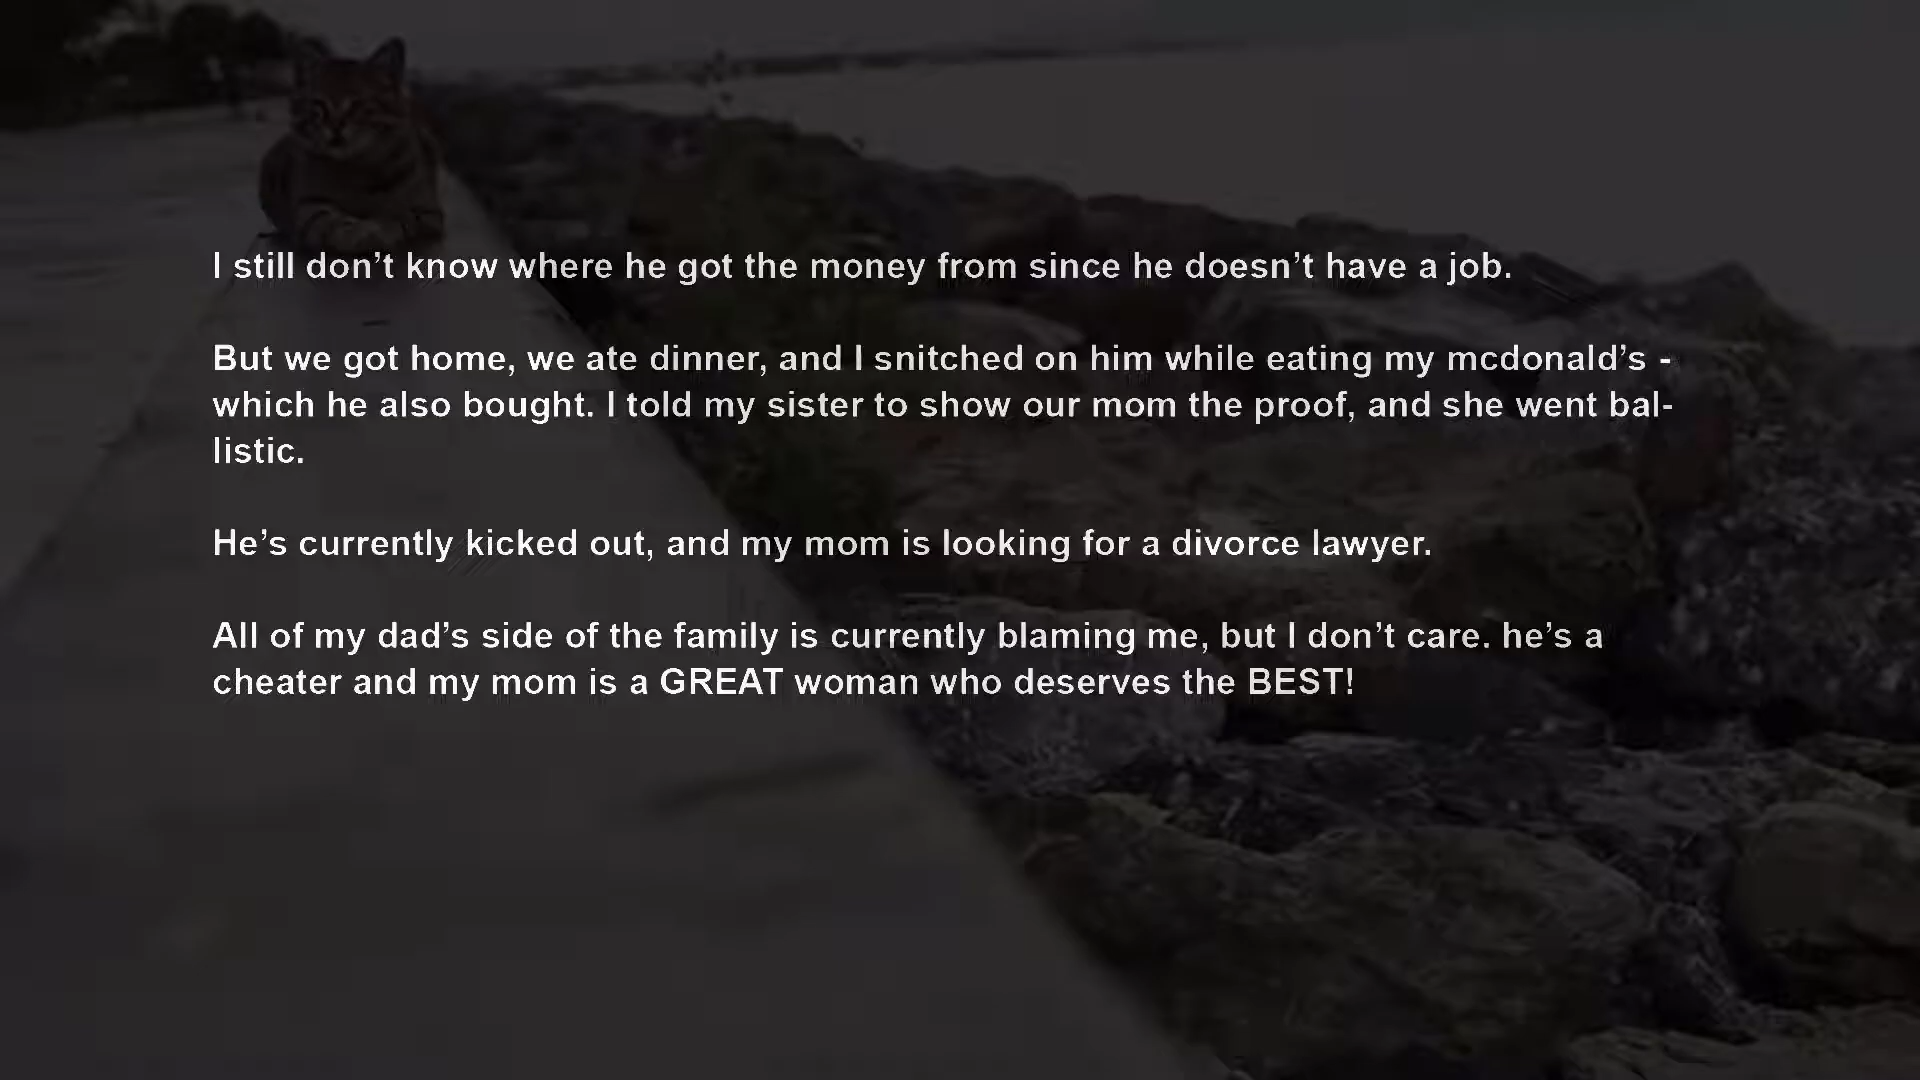 I still don’t know where he got the money from since he doesn’t have a job.
But we got home, we ate dinner, and I snitched on him while eating my mcdonald’s -
which he also bought. I told my sister to show our mom the proof, and she went bal-
listic.
He’s currently kicked out, and my mom is looking for a divorce lawyer.
All of my dad’s side of the family is currently blaming me, but I don’t care. he’s a
cheater and my mom is a GREAT woman who deserves the BEST!